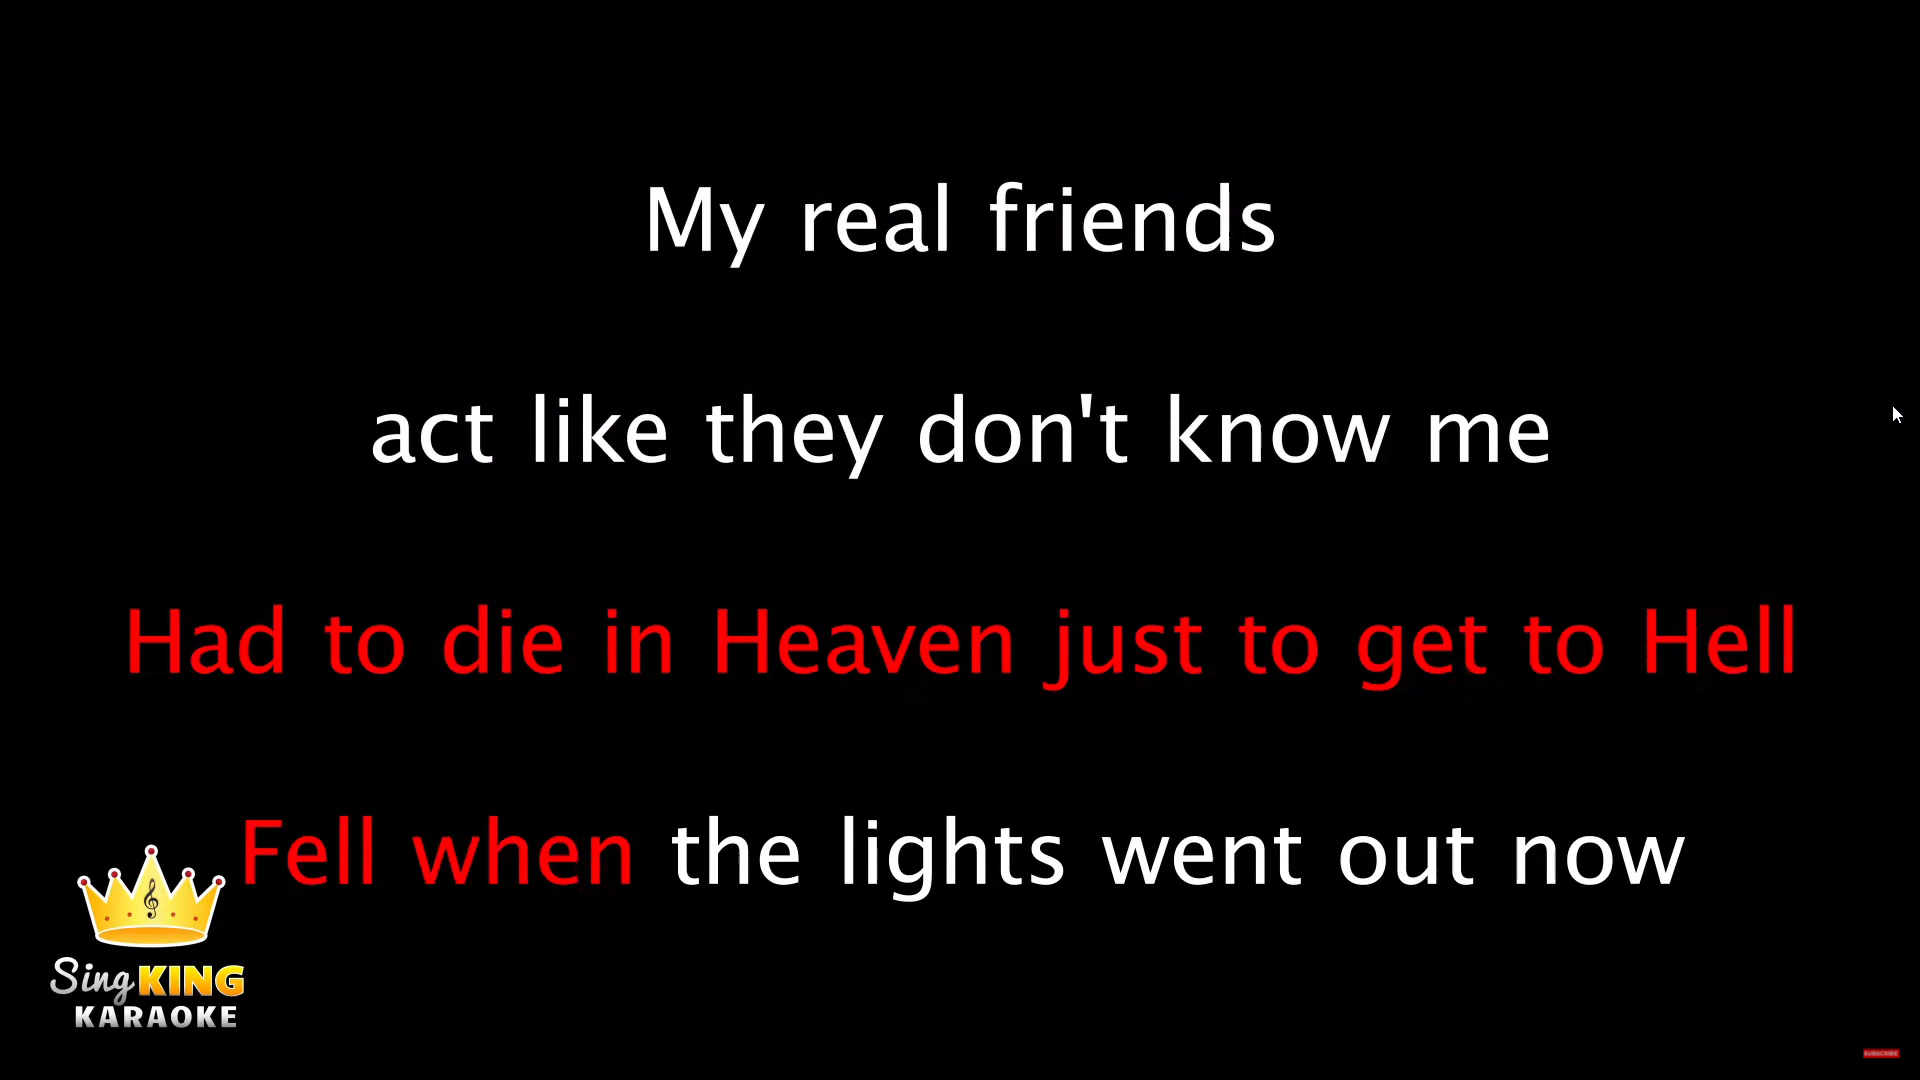 My real friends
act like they don't know me
Had to die in Heaven just to get to Hell
Fell when the lights went out now
Sing KING
KARAOKE
SUBSCRIBE